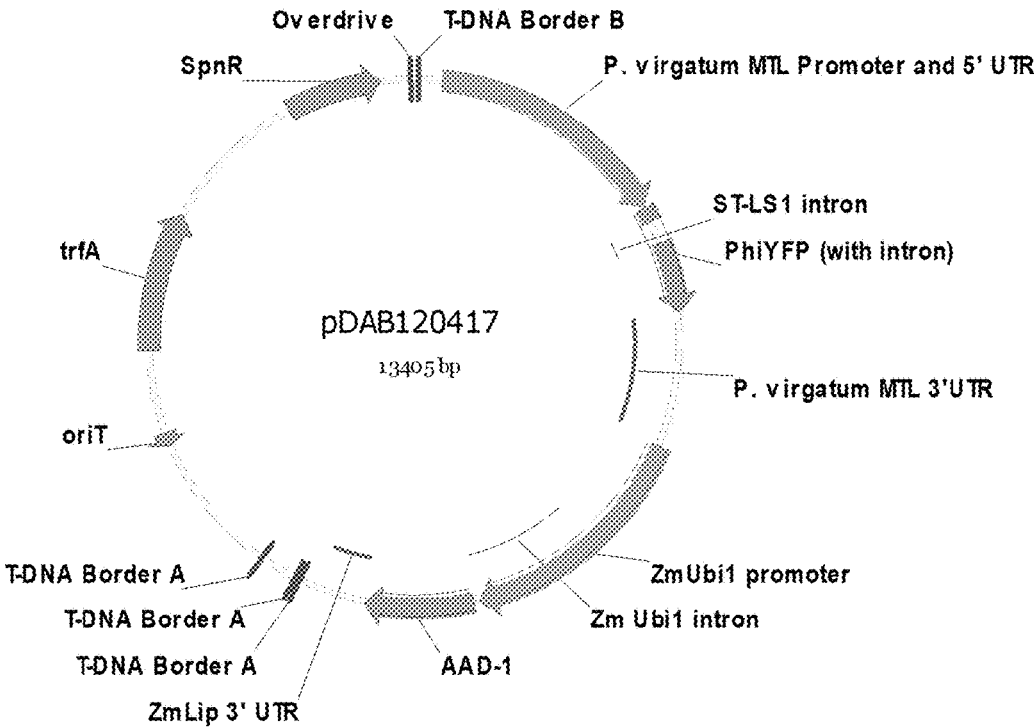 Overdrive
T-DNA Border B
SpnR
P. virgatum MTL Promoter and 5' UTR
ST-LS1 intron
PhiYFP (with intron)
trfA
pDAB120417
13405bp
P. virgatum MTL 3'UTR
oriT
T-DNA Border A
T-DNA Border A
T-DNA Border A
ZmLip 3' UTR
AAD-1
Zm Ubi1 intron
ZmUbi1 promoter